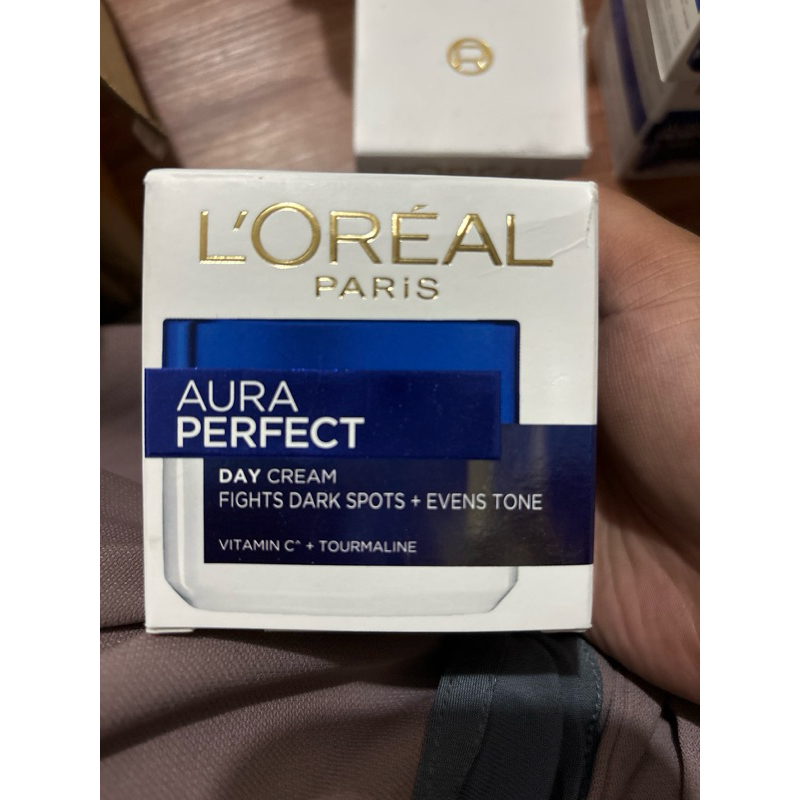 L'ORÉAL
PARiS
AURA
PERFECT
DAY CREAM
FIGHTS DARK SPOTS + EVENS TONE
VITAMIN C^ + TOURMALINE